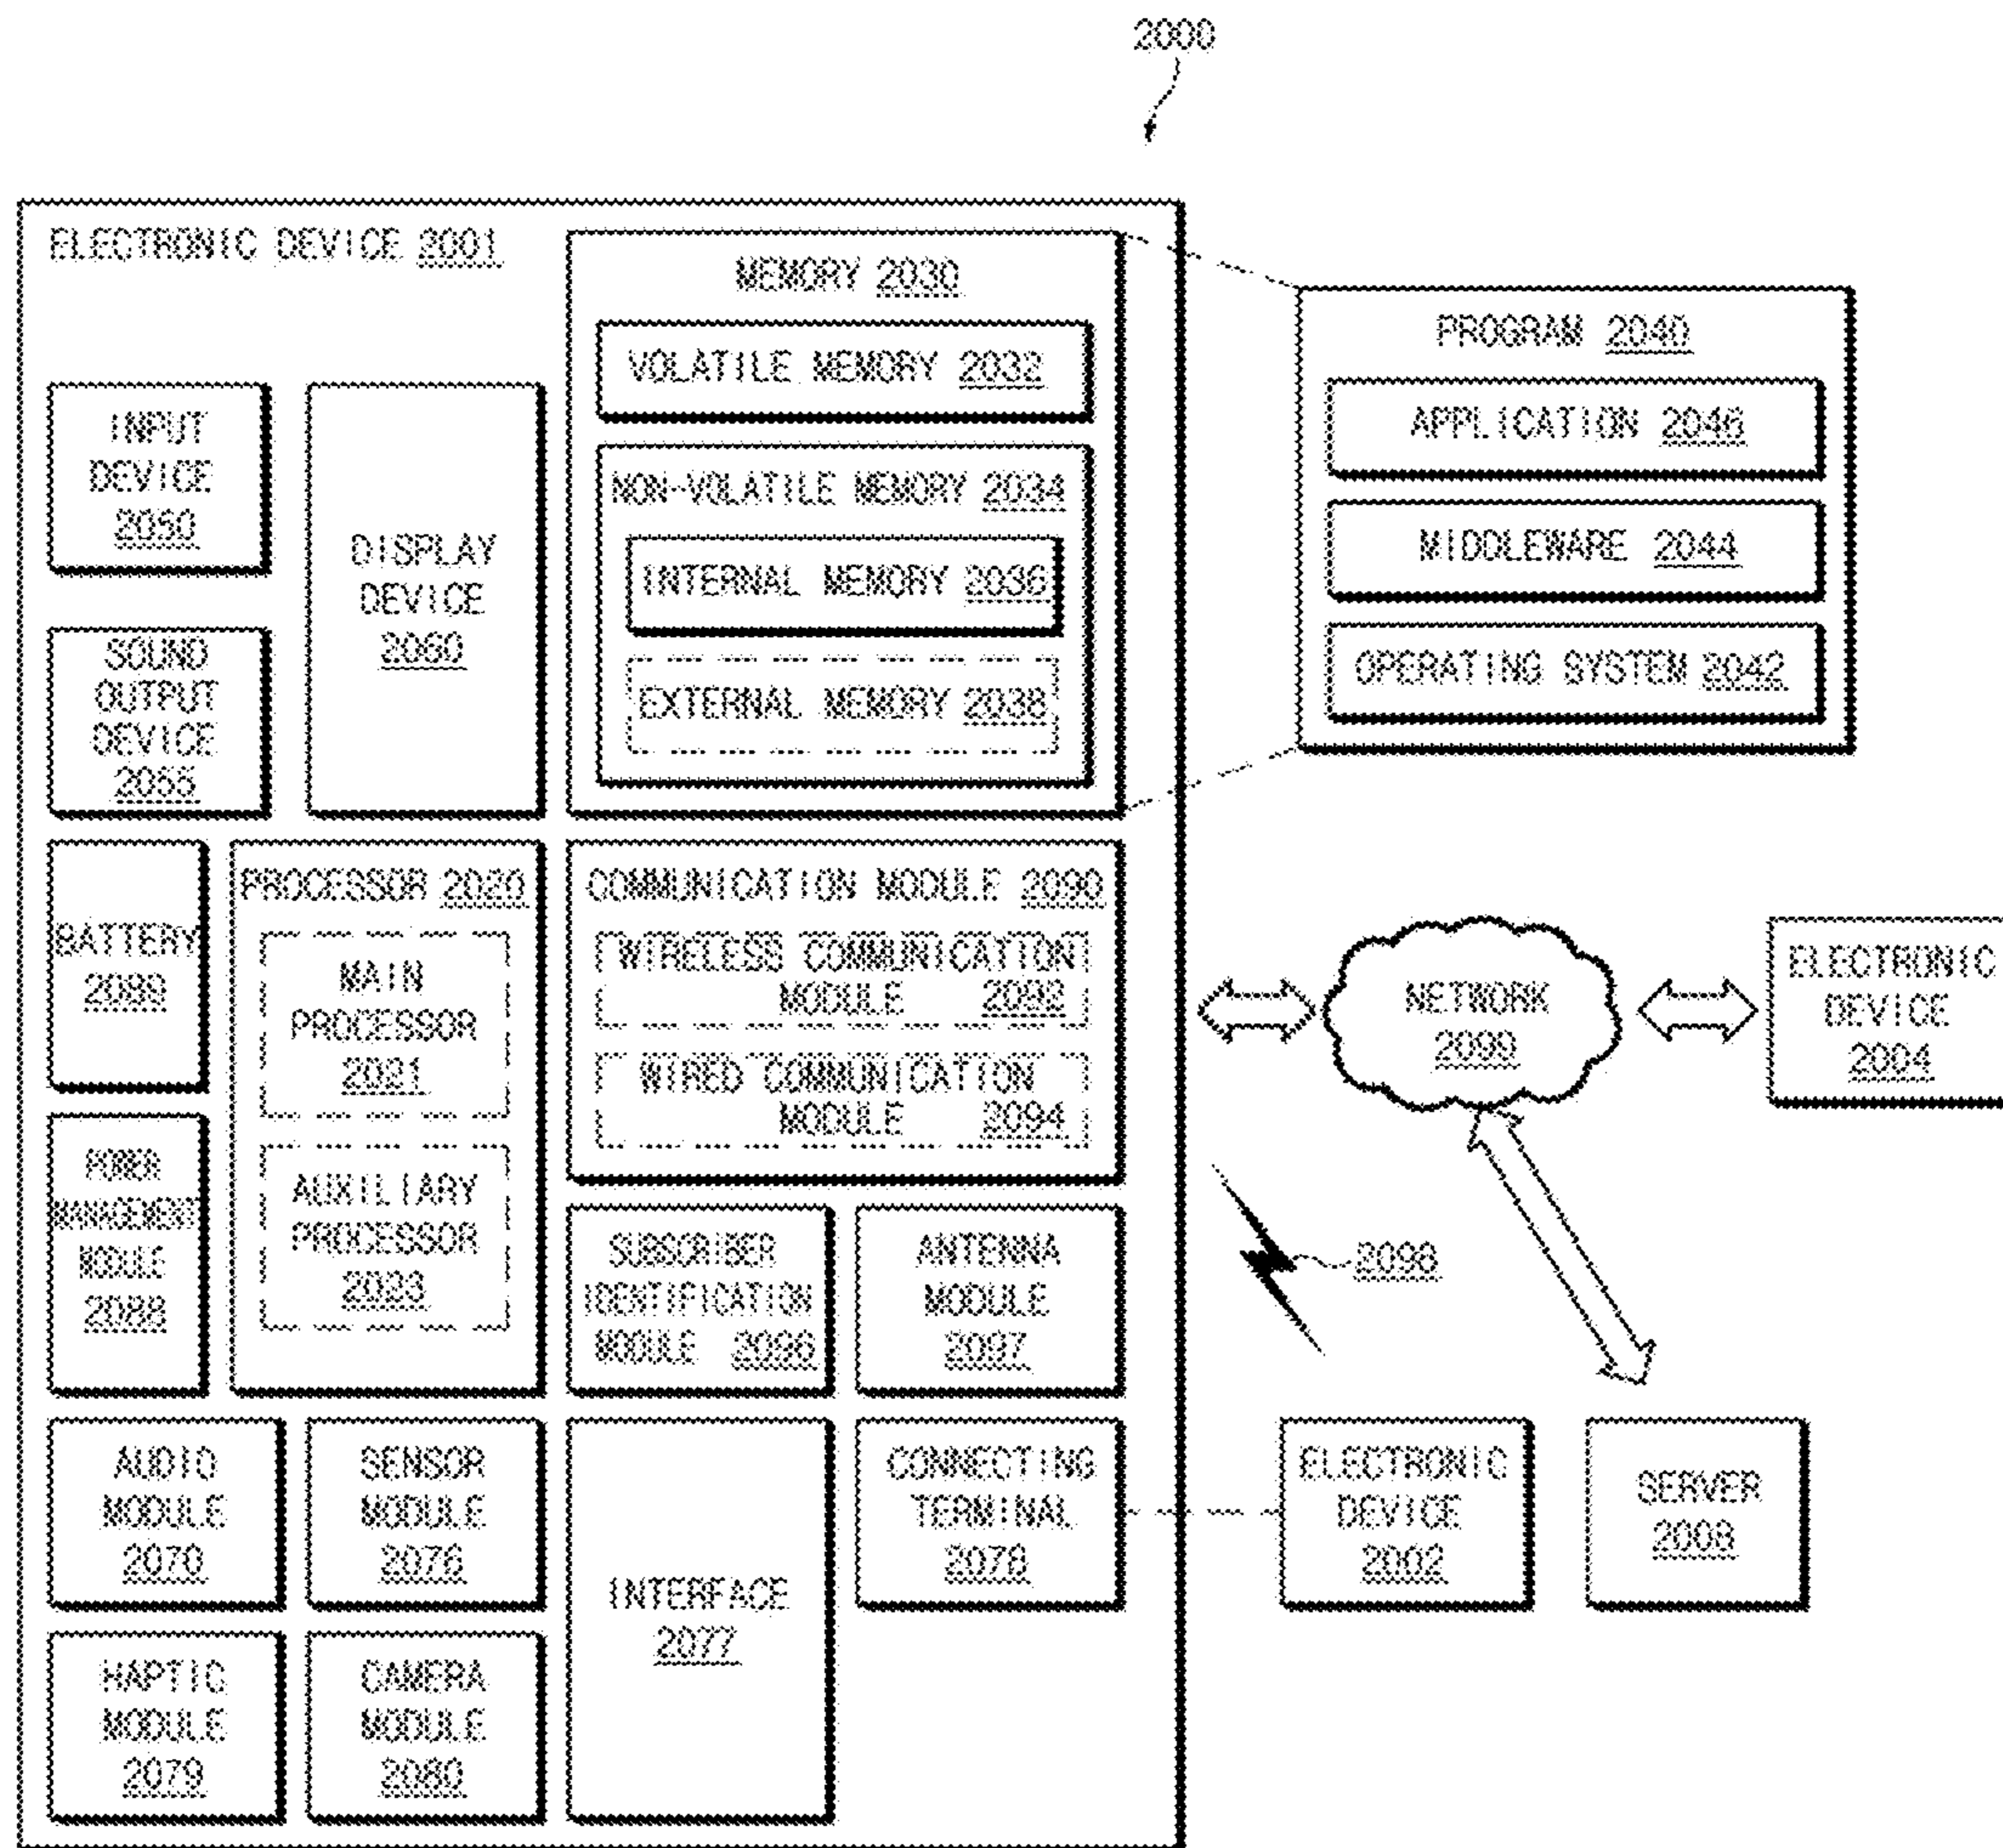 2000
ELECTRONIC DEVICE 2001
MEMORY 2030
VOLATILE MEMORY 2032
NON-VOLATILE MEMORY 2034
INTERNAL MEMORY 2036
EXTERNAL MEMORY 2038
PROGRAM 2040
APPLICATION 2046
MIDDLEWARE 2044
OPERATING SYSTEM 2042
INPUT
DEVICE
2050
DISPLAY
DEVICE
2060
SOUND
OUTPUT
DEVICE
2055
BATTERY
2089
PROCESSOR 2020
MAIN
PROCESSOR
2021
AUXILIARY
PROCESSOR
2023
POWER
MANAGEMENT
MODULE
2088
COMMUNICATION MODULE 2090
WIRELESS COMMUNICATION
MODULE 2092
WIRED COMMUNICATION
MODULE 2094
SUBSCRIBER
IDENTIFICATION
MODULE 2096
ANTENNA
MODULE
2097
NETWORK
2099
ELECTRONIC
DEVICE
2004
2098
AUDIO
MODULE
2070
SENSOR
MODULE
2076
INTERFACE
2077
CONNECTING
TERMINAL
2078
ELECTRONIC
DEVICE
2002
SERVER
2008
HAPTIC
MODULE
2079
CAMERA
MODULE
2080